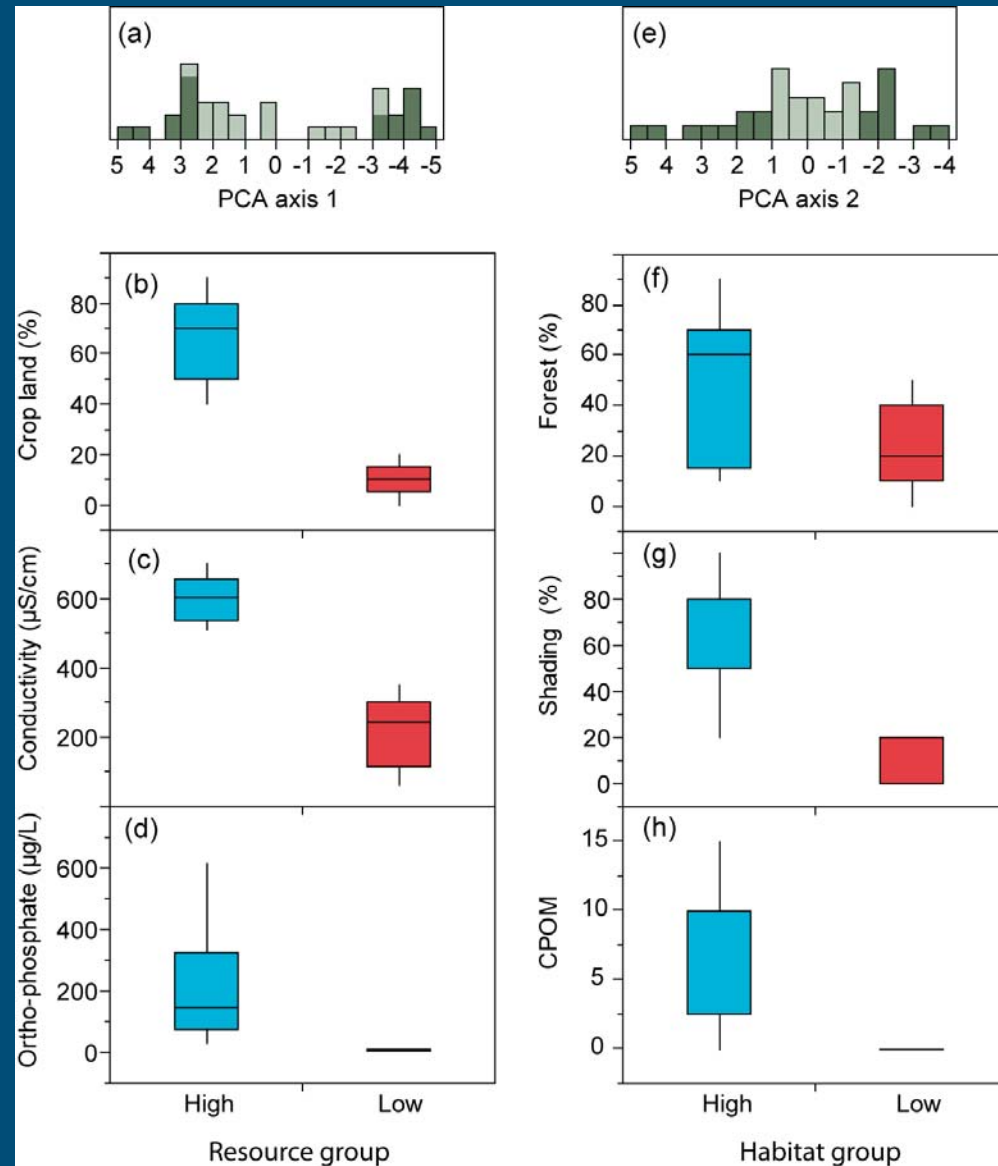 (a)
5 4 3 2 1 0 -1 -2 -3 -4 -5
PCA axis 1
(e)
5 4 3 2 1 0 -1 -2 -3 -4
PCA axis 2
(b)
Crop land (%)
80
60
40
20
0
(c)
Conductivity (µS/cm)
600
400
200
(d)
Ortho-phosphate (µg/L)
600
400
200
0
High Low
Resource group
(f)
Forest (%)
80
60
40
20
0
(g)
Shading (%)
80
60
40
20
0
(h)
CPOM
15
10
5
0
High Low
Habitat group